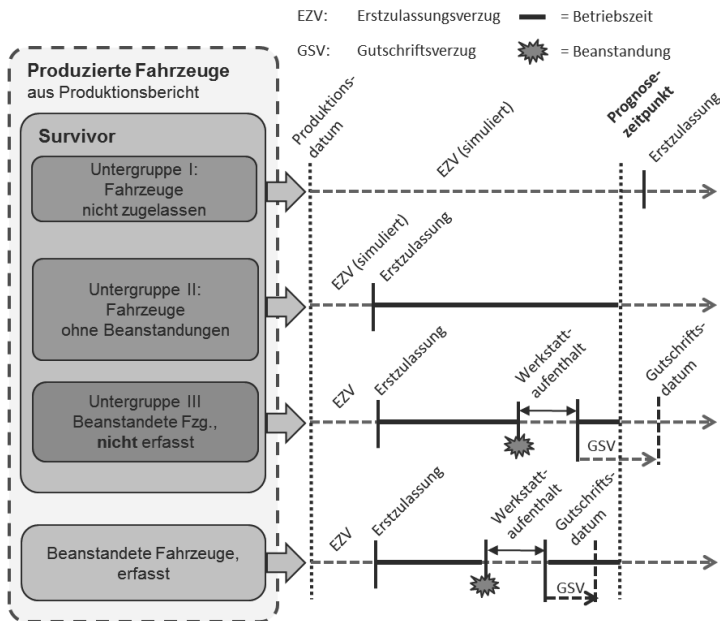 EZV: Erstzulassungsverzug = Betriebszeit
GSV: Gutschriftsverzug = Beanstandung
Produzierte Fahrzeuge
aus Produktionsbericht
Survivor
Untergruppe I:
Fahrzeuge
nicht zugelassen
Untergruppe II:
Fahrzeuge
ohne Beanstandungen
Untergruppe III
Beanstandete Fzg.,
nicht erfasst
Beanstandete Fahrzeuge,
erfasst
Produktions-
datum
EZV (simuliert)
Prognose-
zeitpunkt
Erstzulassung
EZV (simuliert)
Erstzulassung
EZV
Erstzulassung
Werkstatt-
aufenthalt
GSV
Gutschrifts-
datum
EZV
Erstzulassung
Werkstatt-
aufenthalt
Gutschrifts-
datum
GSV